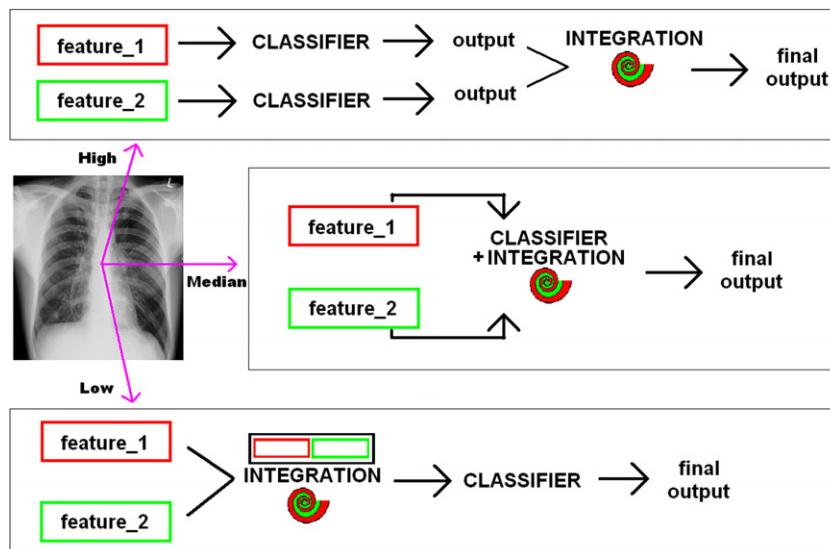 feature_1 CLASSIFIER output
INTEGRATION
final
output
feature_2 CLASSIFIER output
High
L
Median
feature_1
CLASSIFIER
+INTEGRATION
feature_2
final
output
Low
feature_1
INTEGRATION
CLASSIFIER
final
output
feature_2